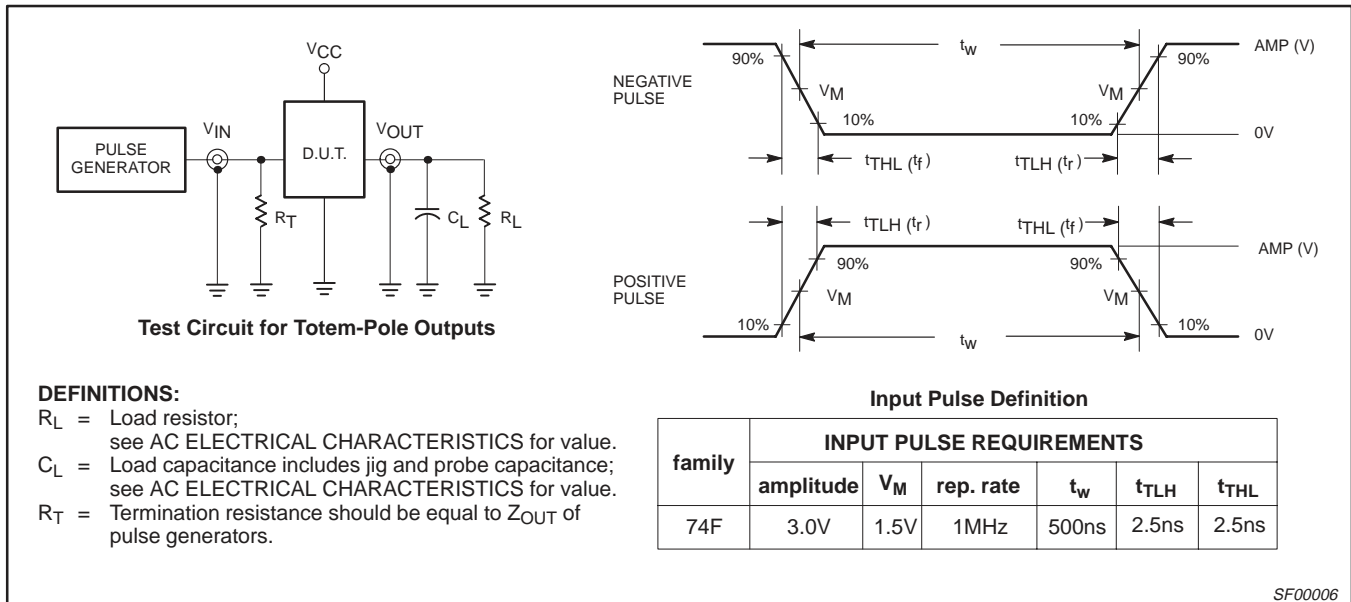 VCC
VIN
VOUT
PULSE
GENERATOR
D.U.T.
RT
CL
RL
Test Circuit for Totem-Pole Outputs
NEGATIVE
PULSE
90%
tw
90%
AMP (V)
VM
VM
10%
10%
0V
tTHL (tf)
tTLH (tr)
tTLH (tr)
tTHL (tf)
AMP (V)
POSITIVE
PULSE
90%
90%
VM
VM
10%
tw
10%
0V
Input Pulse Definition
DEFINITIONS:
RL = Load resistor;
see AC ELECTRICAL CHARACTERISTICS for value.
CL = Load capacitance includes jig and probe capacitance;
see AC ELECTRICAL CHARACTERISTICS for value.
RT = Termination resistance should be equal to ZOUT of
pulse generators.
family INPUT PULSE REQUIREMENTS
amplitude VM rep. rate tw tTLH tTHL
74F 3.0V 1.5V 1MHz 500ns 2.5ns 2.5ns
SF00006